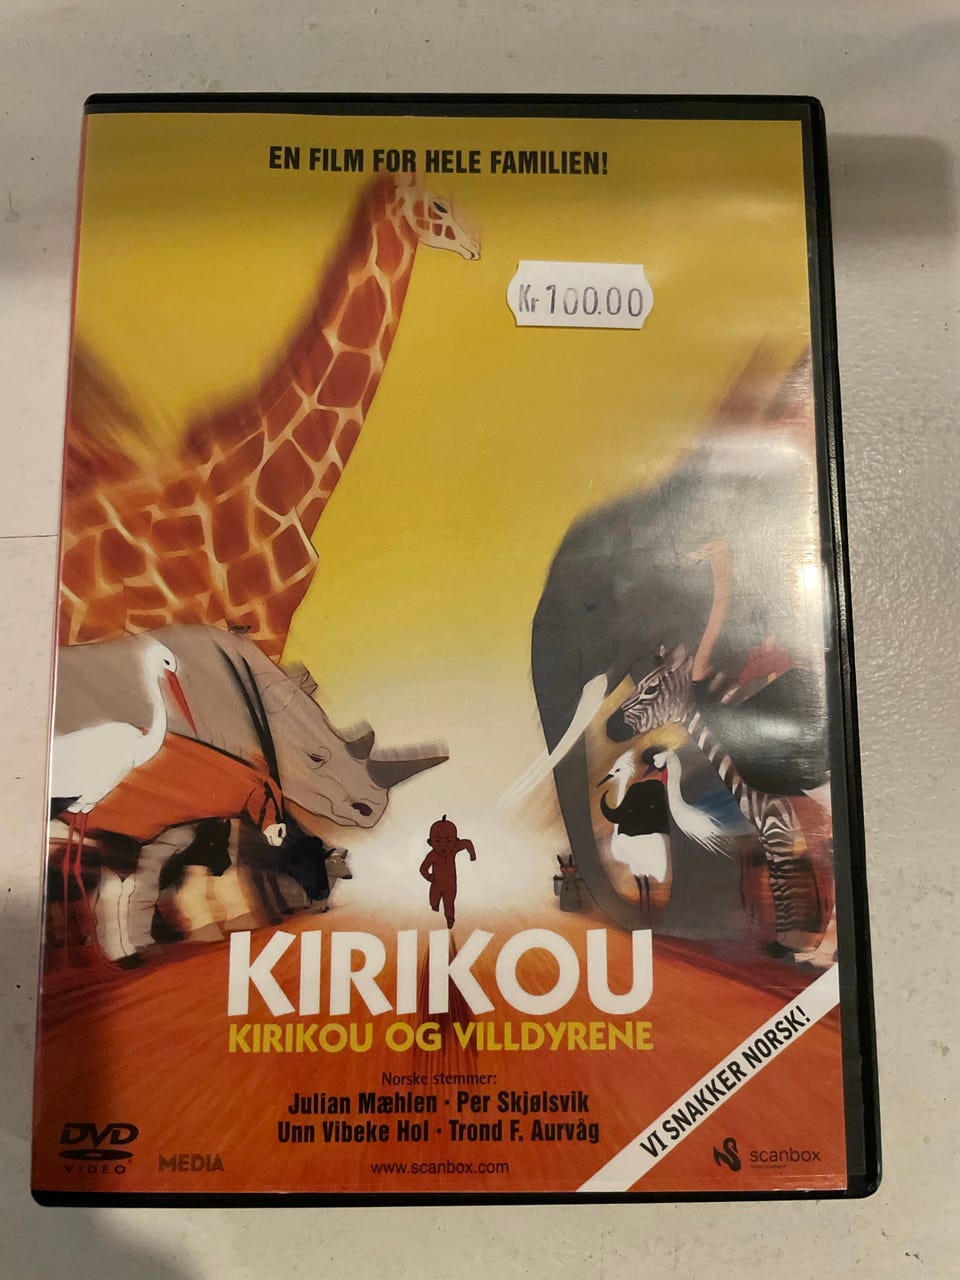 EN FILM FOR HELE FAMILIEN!
Kr 100.00
KIRIKOU
KIRIKOU OG VILLDYRENE
Norske stemmer:
Julian Mæhlen · Per Skjølsvik
Unn Vibeke Hol · Trond F. Aurvåg
www.scanbox.com
VI SNAKKER NORSK!
DVD
VIDEO
MEDIA
scanbox